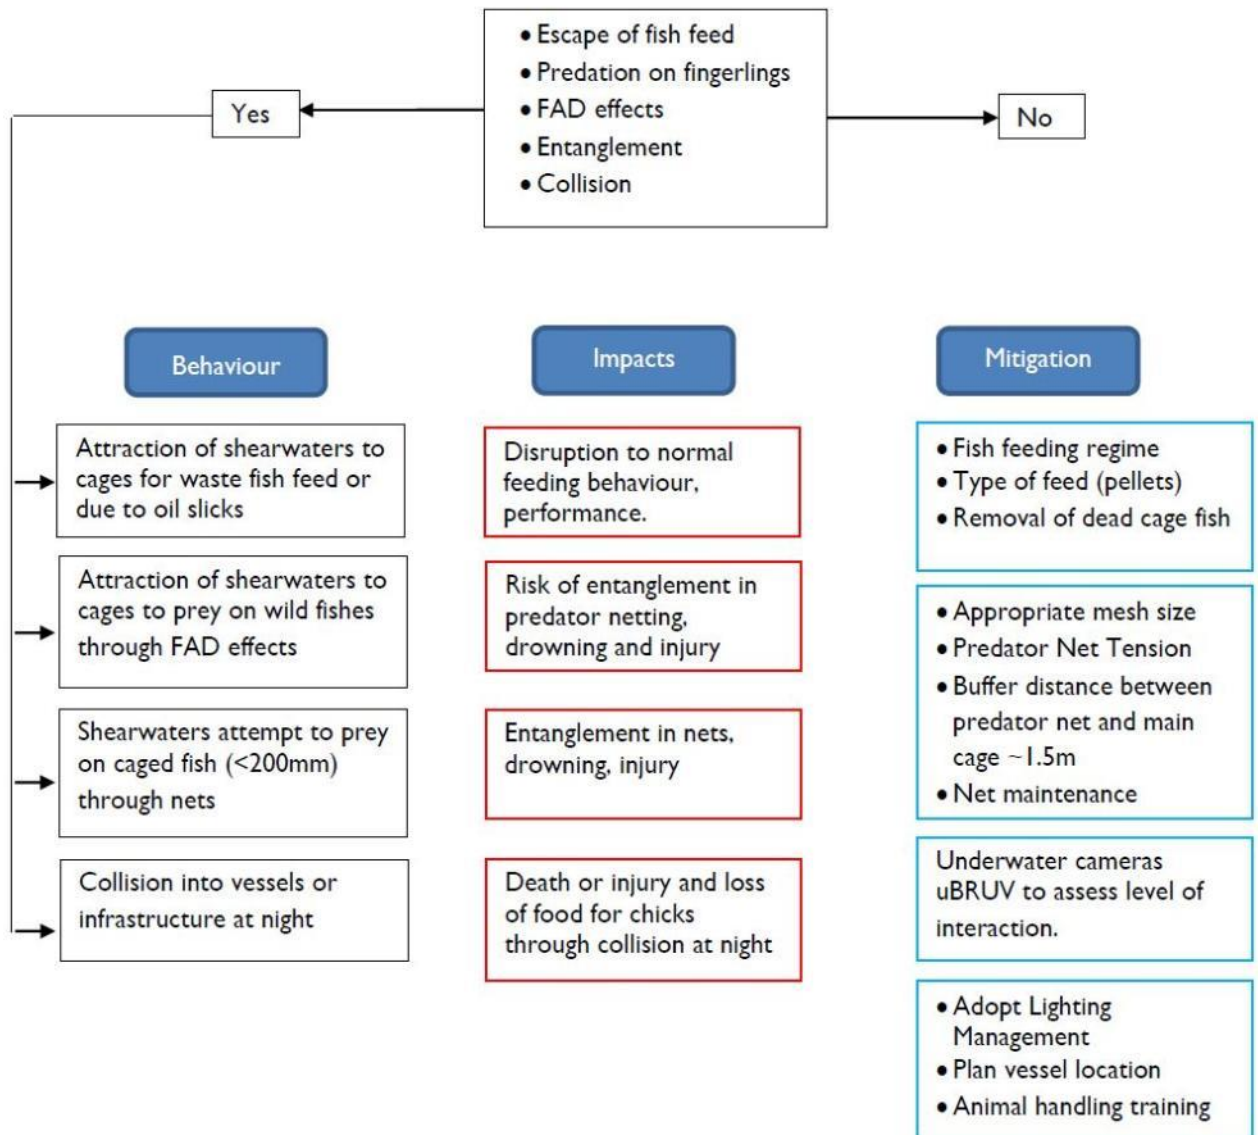 • Escape of fish feed
• Predation on fingerlings
• FAD effects
• Entanglement
• Collision
Yes
No
Behaviour
Impacts
Mitigation
Attraction of shearwaters to
cages for waste fish feed or
due to oil slicks
Disruption to normal
feeding behaviour,
performance.
• Fish feeding regime
• Type of feed (pellets)
• Removal of dead cage fish
Attraction of shearwaters to
cages to prey on wild fishes
through FAD effects
Risk of entanglement in
predator netting,
drowning and injury
• Appropriate mesh size
• Predator Net Tension
• Buffer distance between
predator net and main
cage ~1.5m
• Net maintenance
Shearwaters attempt to prey
on caged fish (<200mm)
through nets
Entanglement in nets,
drowning, injury
Underwater cameras
uBRUV to assess level of
interaction.
Collision into vessels or
infrastructure at night
Death or injury and loss
of food for chicks
through collision at night
• Adopt Lighting
Management
• Plan vessel location
• Animal handling training